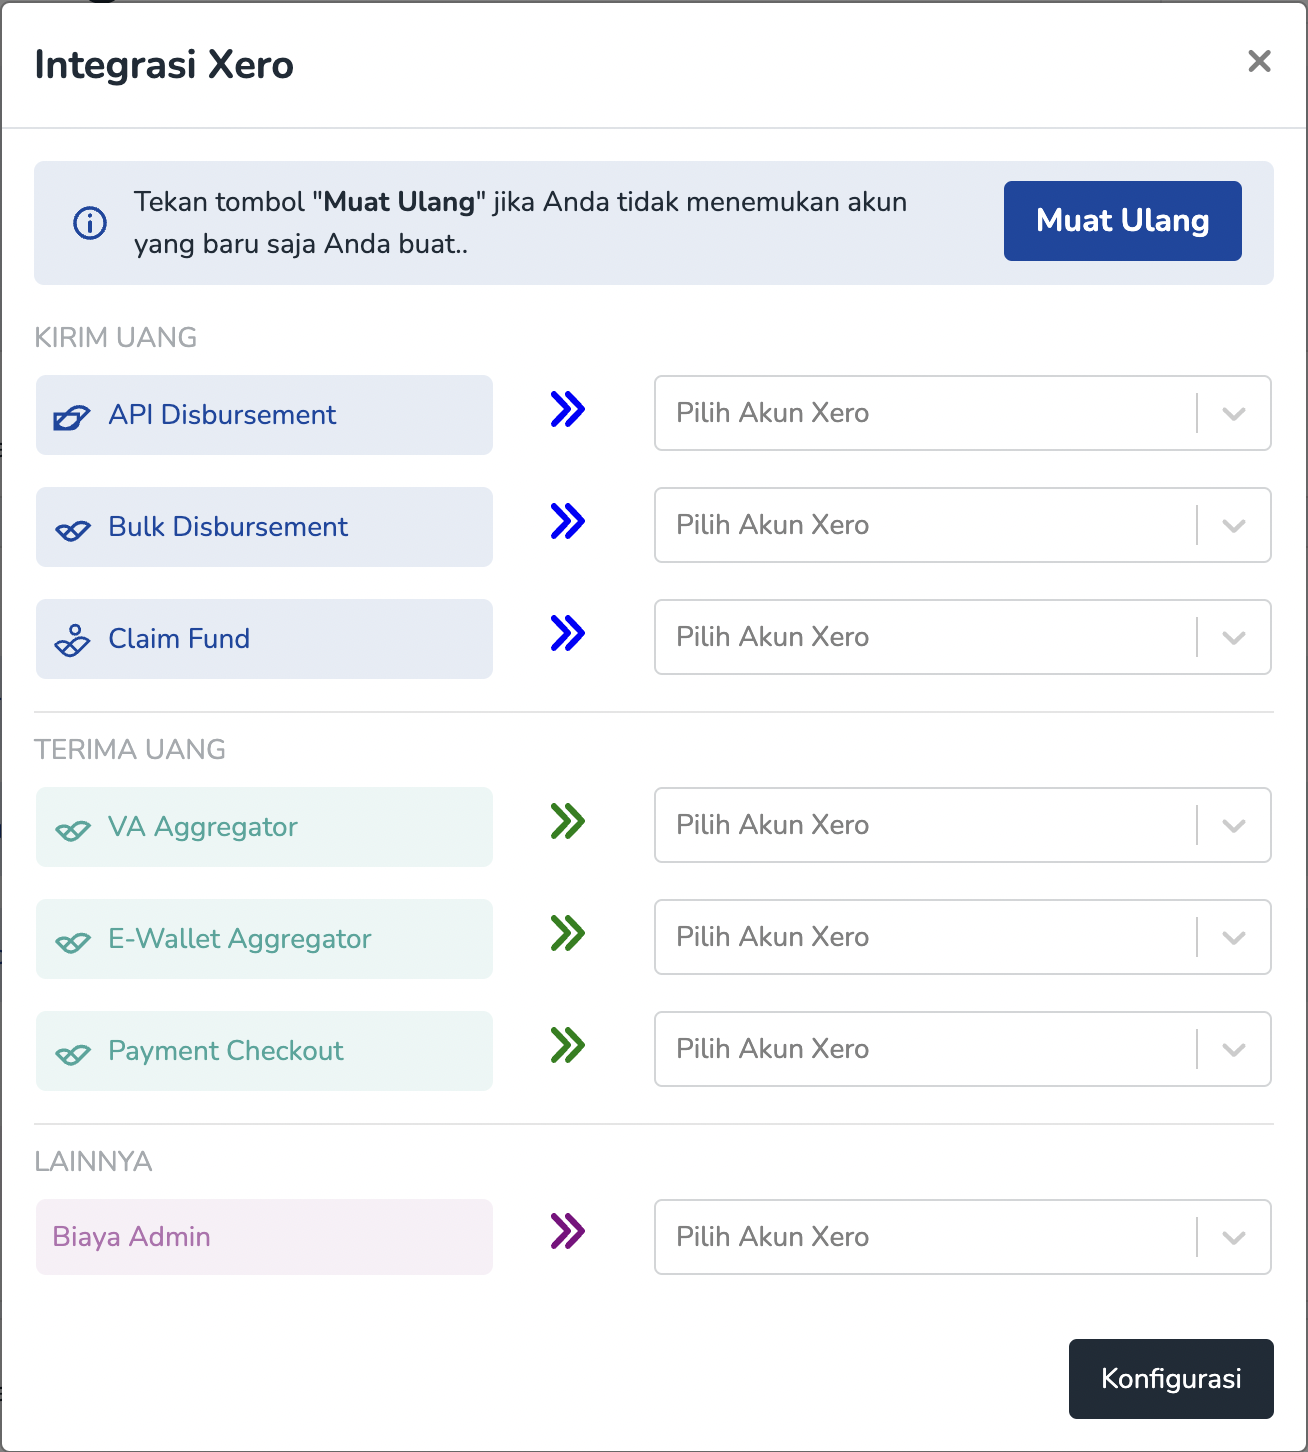 Integrasi Xero
Tekan tombol "Muat Ulang" jika Anda tidak menemukan akun
yang baru saja Anda buat..
Muat Ulang
KIRIM UANG
API Disbursement
Pilih Akun Xero
Bulk Disbursement
Pilih Akun Xero
Claim Fund
Pilih Akun Xero
TERIMA UANG
VA Aggregator
Pilih Akun Xero
E-Wallet Aggregator
Pilih Akun Xero
Payment Checkout
Pilih Akun Xero
LAINNYA
Biaya Admin
Pilih Akun Xero
Konfigurasi